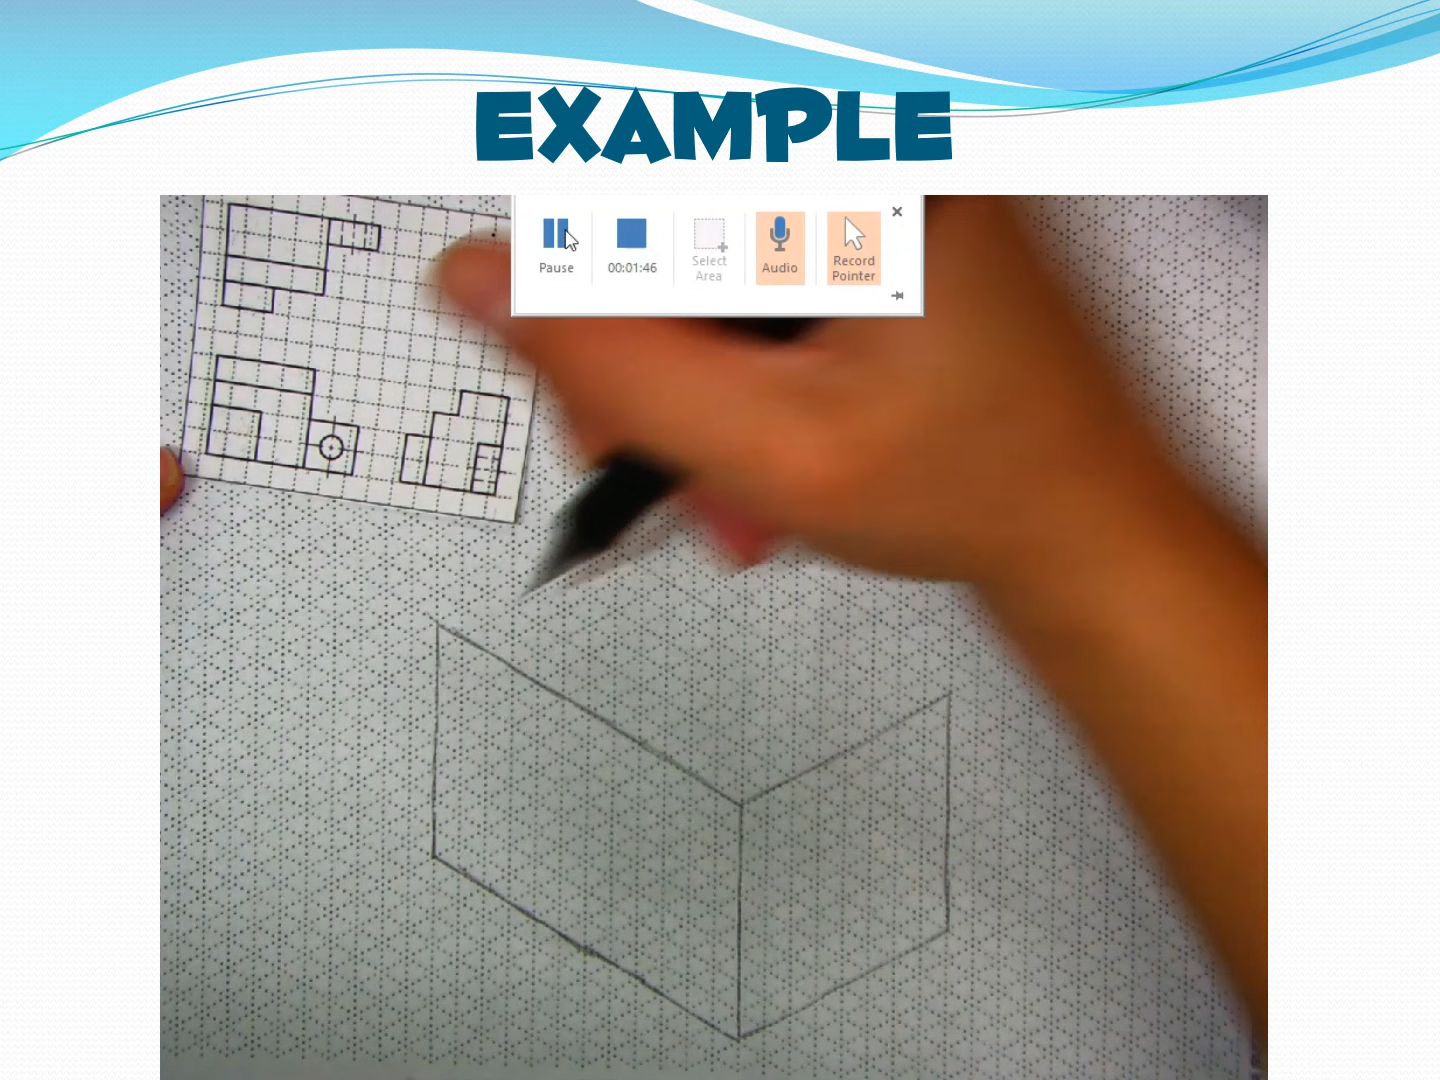 EXAMPLE
Pause
00:01:46
Select
Area
Audio
Record
Pointer